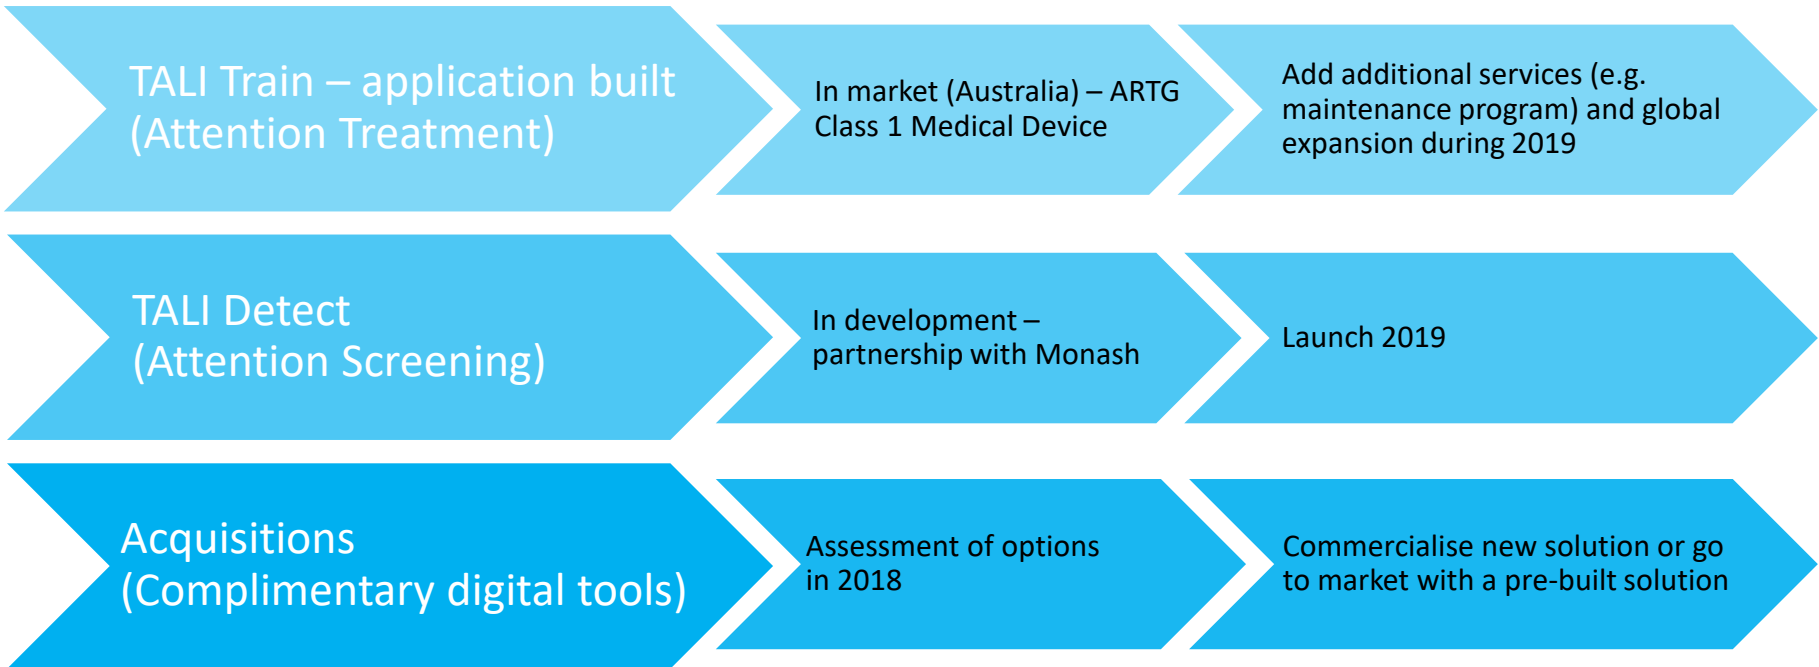 TALI Train – application built
(Attention Treatment)
In market (Australia) – ARTG
Class 1 Medical Device
Add additional services (e.g.
maintenance program) and global
expansion during 2019
TALI Detect
(Attention Screening)
In development –
partnership with Monash
Launch 2019
Acquisitions
(Complimentary digital tools)
Assessment of options
in 2018
Commercialise new solution or go
to market with a pre-built solution